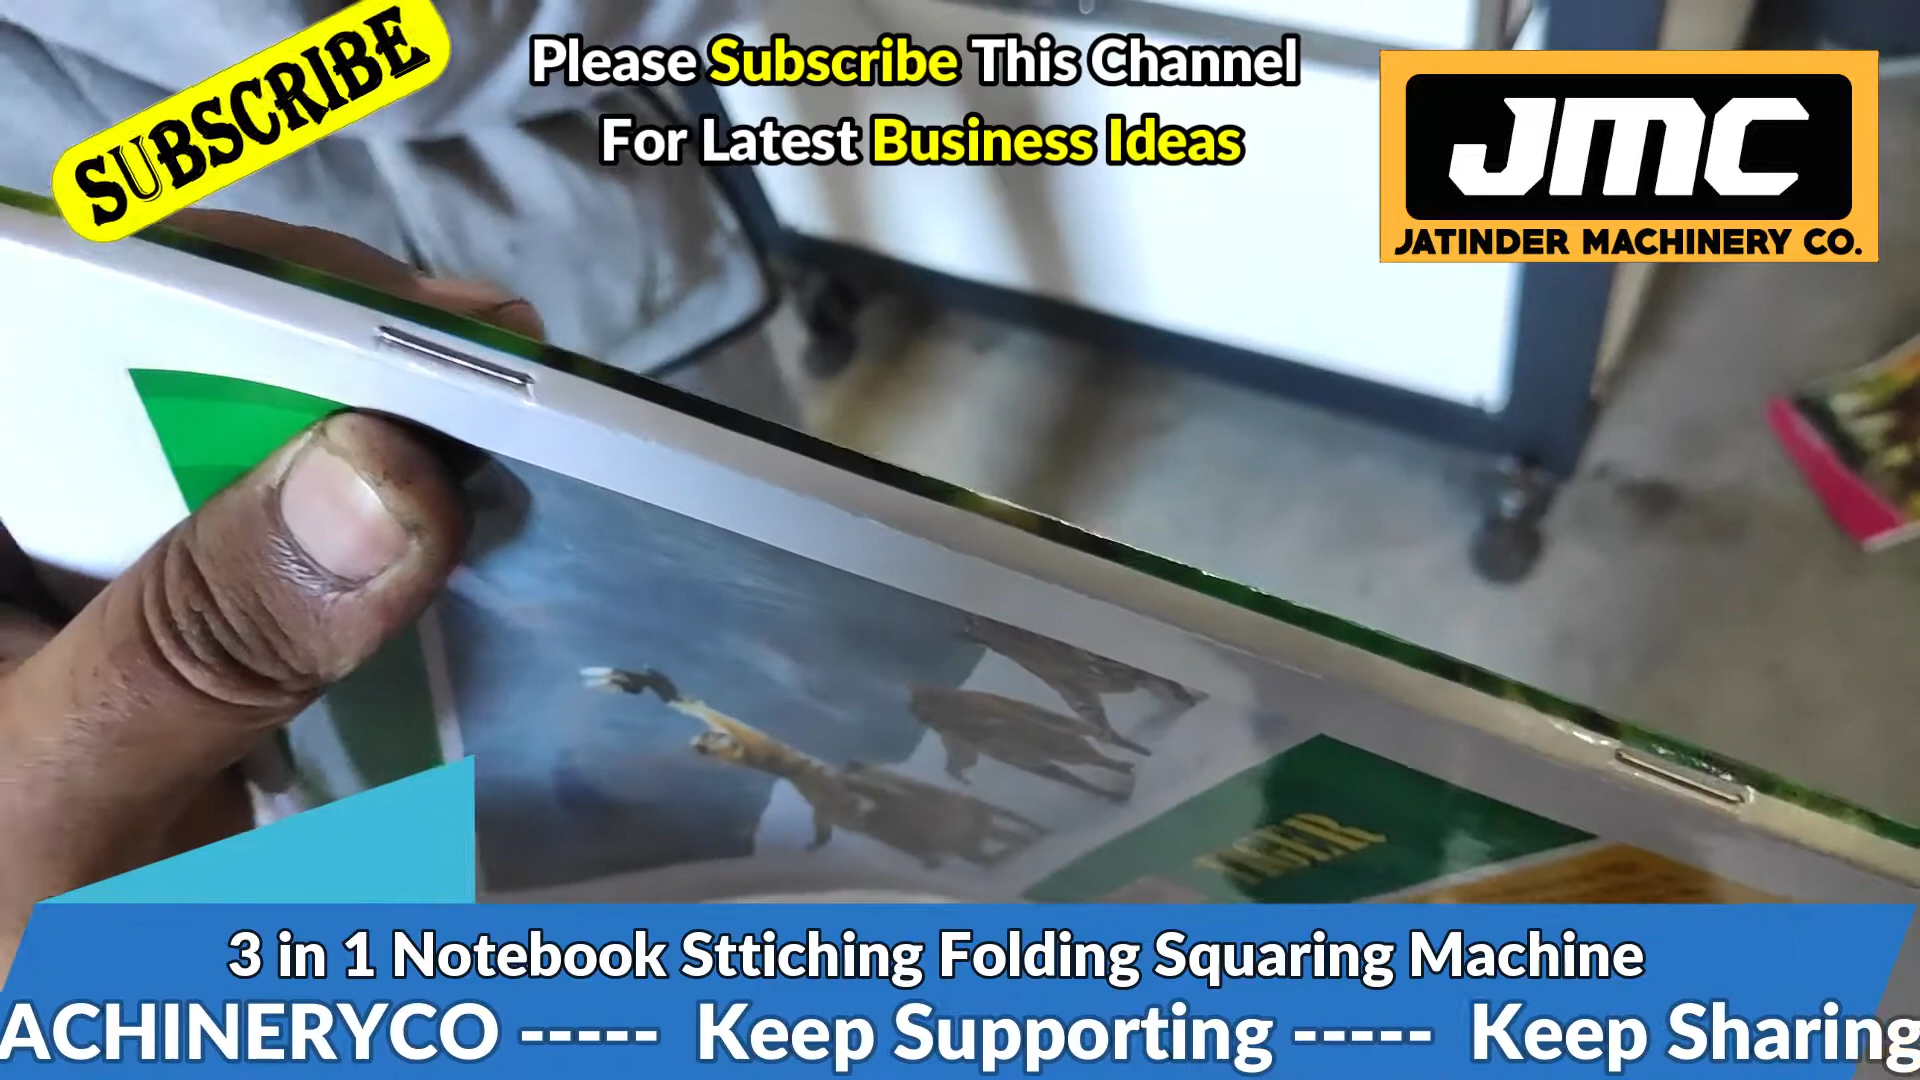 SUBSCRIBE
Please Subscribe This Channel
For Latest Business Ideas
JMC
JATINDER MACHINERY CO.
3 in 1 Notebook Sttiching Folding Squaring Machine
ACHINERYCO ----- Keep Supporting ----- Keep Sharing